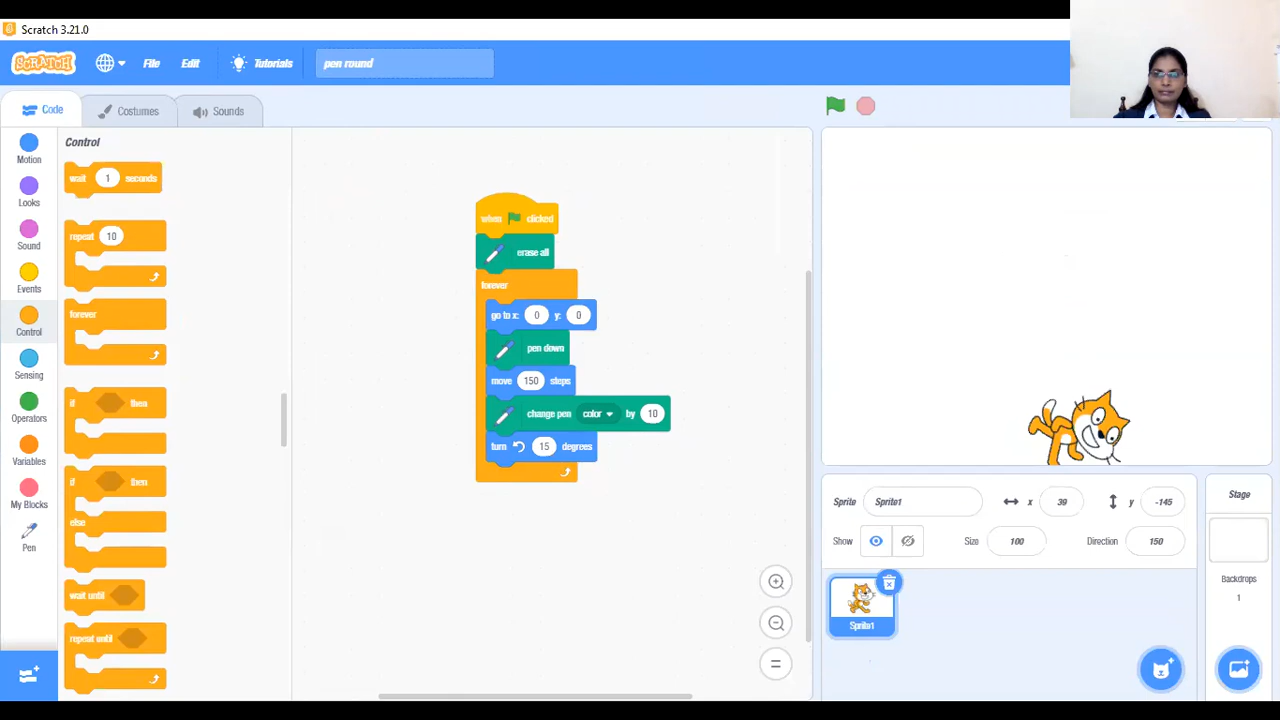 Scratch 3.21.0
SCRATCH File Edit Tutorials pen round
Code Costumes Sounds
Motion
Looks
Sound
Events
Control
Sensing
Operators
Variables
My Blocks
Pen
Control
wait 1 seconds
repeat 10
forever
if then
if then
else
wait until
repeat until
when clicked
erase all
forever
go to x: 0 y: 0
pen down
move 150 steps
change pen color by 10
turn 15 degrees
Sprite Sprite1 x 39 y -145
Show Size 100 Direction 150
Sprite1
Stage
Backdrops
1